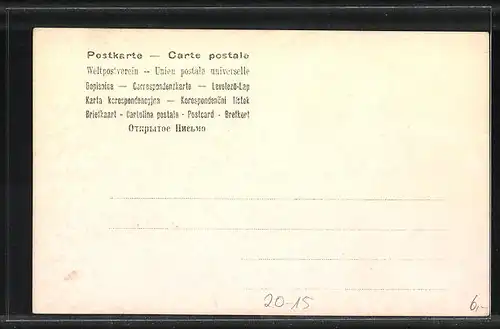 Postkarte — Carte postale
Weltpostverein -- Union postale universelle
Dopisnica — Correspondenzkarte — Levelező-Lap
Karta korespondencyjna — Korespondenční lístek
Briefkaart - Cartolina postale - Postcard - Brefkort
Открытое Письмо
20-15
6,-